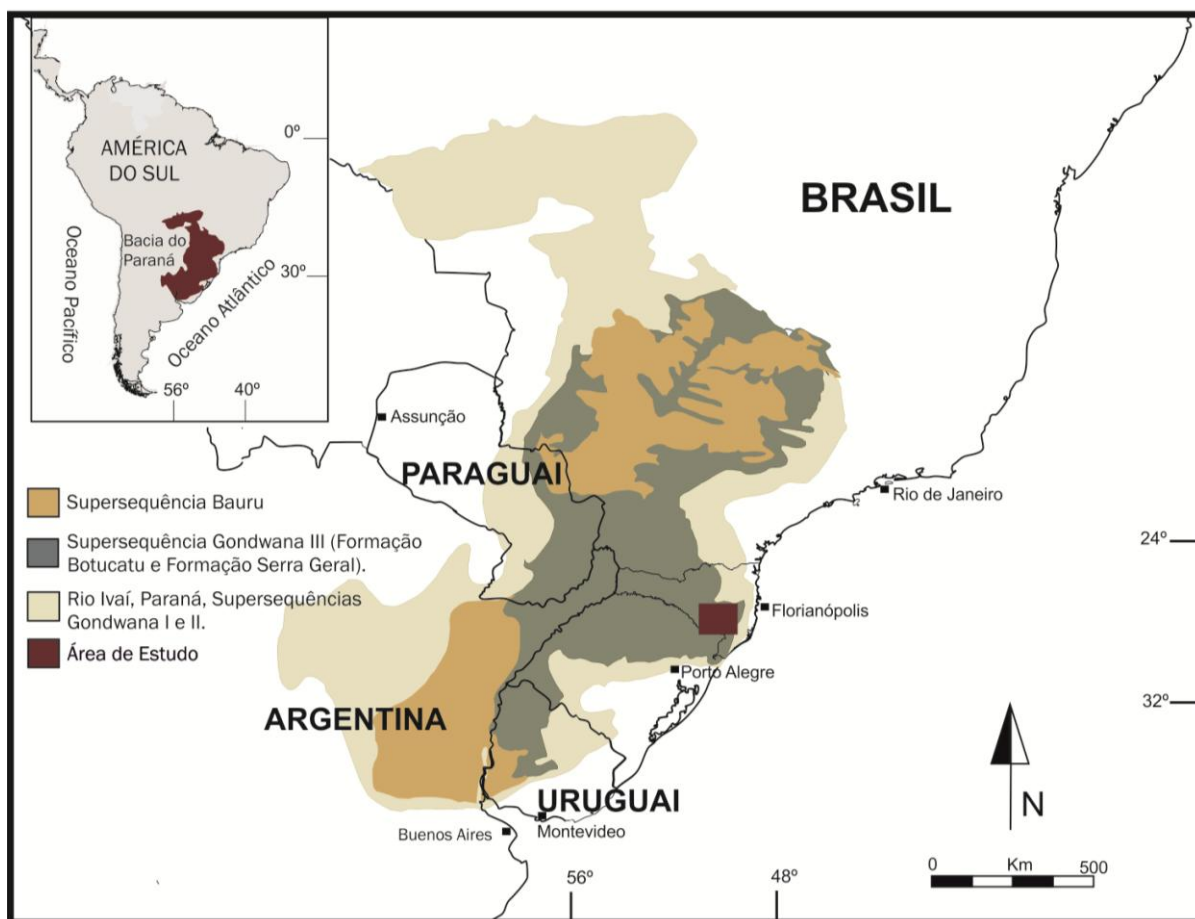 AMÉRICA
DO SUL
0º
Bacia do
Paraná
30º
Oceano Pacífico
Oceano Atlântico
56º
40º
BRASIL
Assunção
PARAGUAI
Rio de Janeiro
Supersequência Bauru
Supersequência Gondwana III (Formação
Botucatu e Formação Serra Geral).
Rio Ivaí, Paraná, Supersequências
Gondwana I e II.
Área de Estudo
24º
Florianópolis
Porto Alegre
32º
ARGENTINA
URUGUAI
Buenos Aires
Montevideo
N
0 Km 500
56º
48º